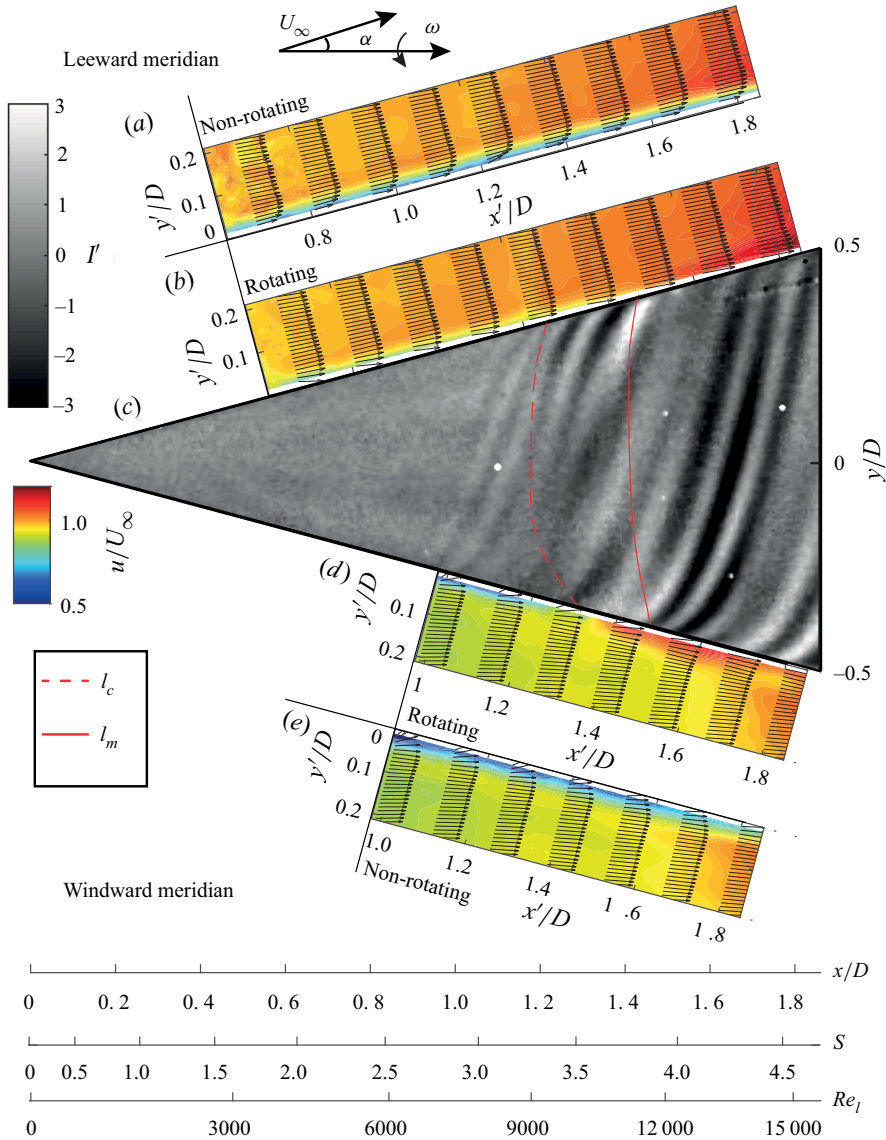 U∞
α
ω
Leeward meridian
3
2
1
0
−1
−2
−3
I′
(a)
Non-rotating
0.2
0.1
0
y′/D
0.8
1.0
1.2
1.4
1.6
1.8
x′/D
(b)
Rotating
0.2
0.1
y′/D
(c)
0.5
0
−0.5
y/D
1.0
0.5
u/U∞
(d)
y′/D
0.1
0.2
1
1.2
1.4
1.6
1.8
x′/D
Rotating
l_c
l_m
(e)
y′/D
0
0.1
0.2
1.0
1.2
1.4
1 .6
1 .8
x′/D
Non-rotating
Windward meridian
x/D
0 0. 2 0. 4 0. 6 0. 8 1.0 1. 2 1. 4 1. 6 1.8
S
0 0.5 1.0 1.5 2.0 2.5 3.0 3.5 4.0 4.5
Re_l
0 3000 6000 9000 12 000 15 000